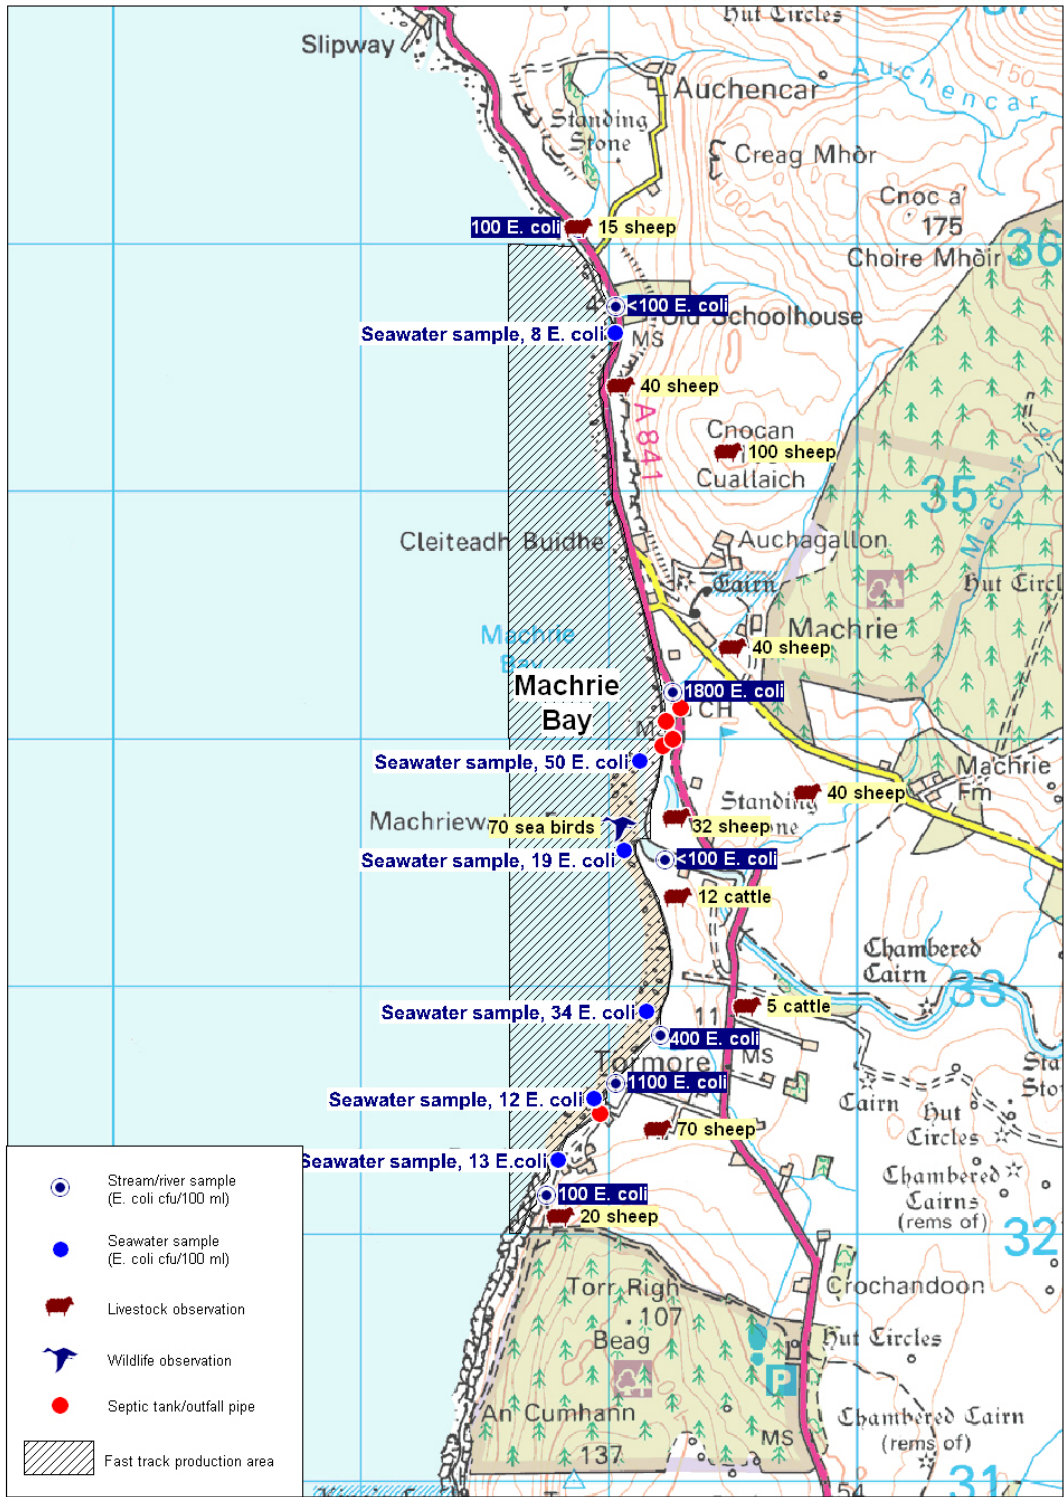 Hut Circles
Slipway
Auchencar
Auchencar
150
Standing
Stone
Creag Mhòr
100
Cnoc a'
175
Choire Mhòir
36
100 E. coli
15 sheep
<100 E. coli
Old Schoolhouse
Seawater sample, 8 E. coli
MS
40 sheep
A 841
Cnocan
100 sheep
Cuallaich
35
Machrie
Cleiteadh Buidhe
Auchagallon
Cairn
Hut Circl
Machrie
Bay
Machrie
40 sheep
Machrie
Bay
1800 E. coli
CH
Seawater sample, 50 E. coli
Machrie
Fm
40 sheep
Standing
70 sea birds
32 sheep
Seawater sample, 19 E. coli
<100 E. coli
12 cattle
Chambered
Cairn
33
5 cattle
Seawater sample, 34 E. coli
11
400 E. coli
Tormore
MS
1100 E. coli
Seawater sample, 12 E. coli
Cairn
Hut
Circles
Sta
Sto
70 sheep
Seawater sample, 13 E.coli
Chambered
Cairns
(rems of)
100 E. coli
20 sheep
32
Torr Righ
107
Beag
Crochandoon
Hut Circles
P
An Cumhann
137
MS
Chambered Cairn
(rems of)
31
54
Stream/river sample
(E. coli cfu/100 ml)
Seawater sample
(E. coli cfu/100 ml)
Livestock observation
Wildlife observation
Septic tank/outfall pipe
Fast track production area